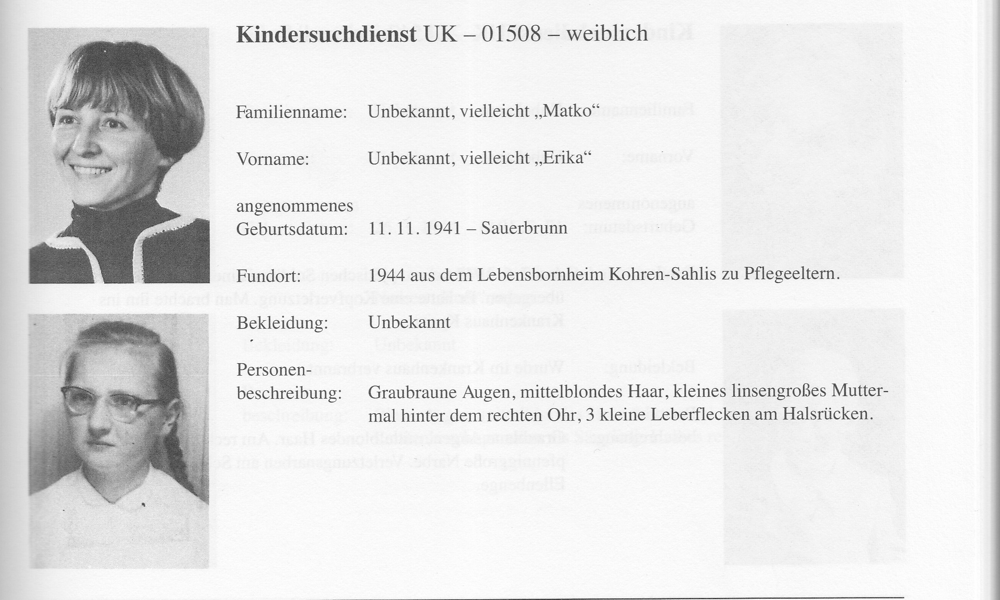 Kindersuchdienst UK – 01508 – weiblich
Familienname: Unbekannt, vielleicht „Matko“
Vorname: Unbekannt, vielleicht „Erika“
angenommenes
Geburtsdatum: 11. 11. 1941 – Sauerbrunn
Fundort: 1944 aus dem Lebensbornheim Kohren-Sahlis zu Pflegeeltern.
Bekleidung: Unbekannt
Personen-
beschreibung: Graubraune Augen, mittelblondes Haar, kleines linsengroßes Mutter-
mal hinter dem rechten Ohr, 3 kleine Leberflecken am Halsrücken.